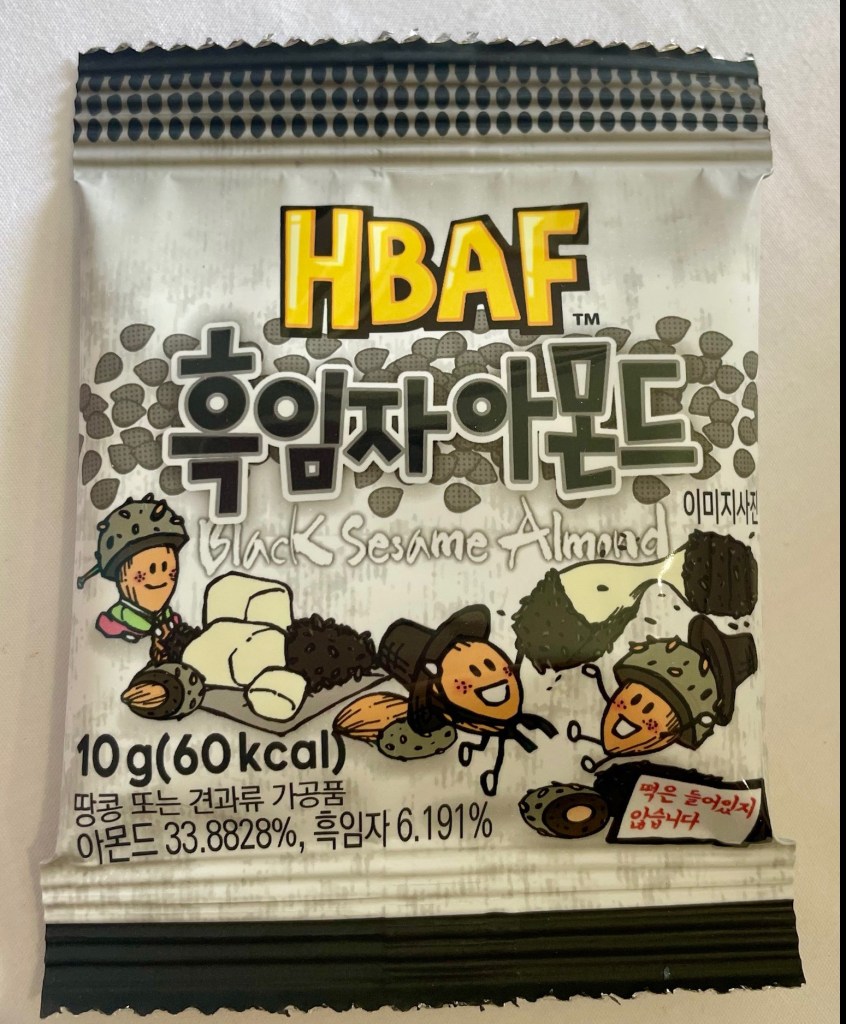 HBAF™
흑임자아몬드
Black Sesame Almond
이미지사진
10g(60kcal)
땅콩 또는 견과류 가공품
아몬드 33.8828%, 흑임자 6.191%
떡은 들어있지
않습니다